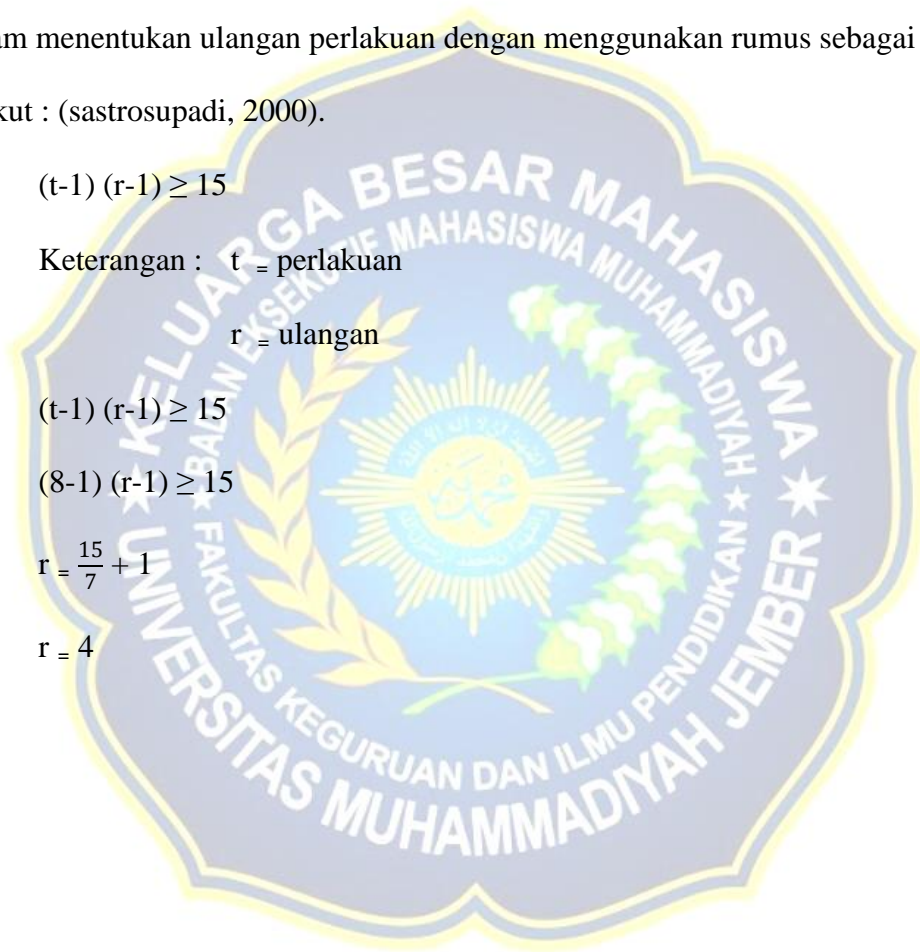 am menentukan ulangan perlakuan dengan menggunakan rumus sebagai
kut : (sastrosupadi, 2000).
(t-1) (r-1) ≥ 15
Keterangan : t = perlakuan
r = ulangan
(t-1) (r-1) ≥ 15
(8-1) (r-1) ≥ 15
r = 15/7 + 1
r = 4
KELUARGA BESAR MAHASISWA
UNIVERSITAS MUHAMMADIYAH JEMBER
BADAN EKSEKUTIF MAHASISWA MUHAMMADIYAH
FAKULTAS KEGURUAN DAN ILMU PENDIDIKAN